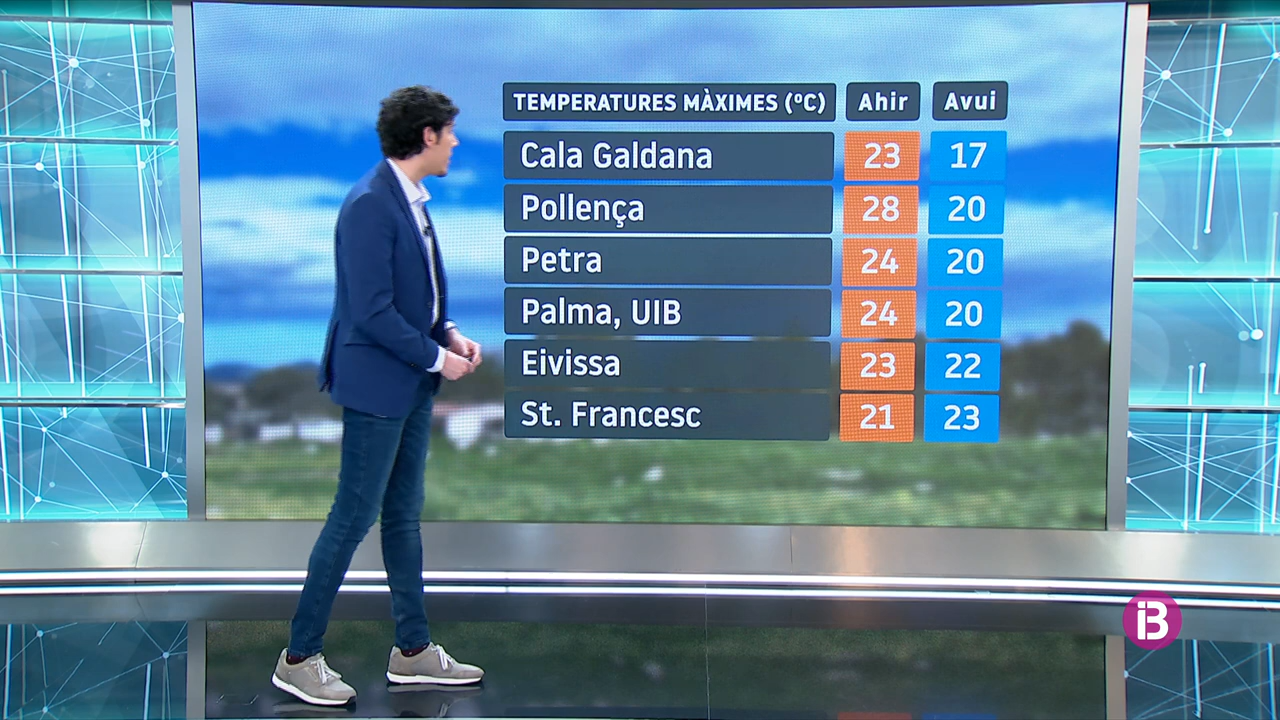 TEMPERATURES MÀXIMES (ºC) Ahir Avui
Cala Galdana 23 17
Pollença 28 20
Petra 24 20
Palma, UIB 24 20
Eivissa 23 22
St. Francesc 21 23
iB